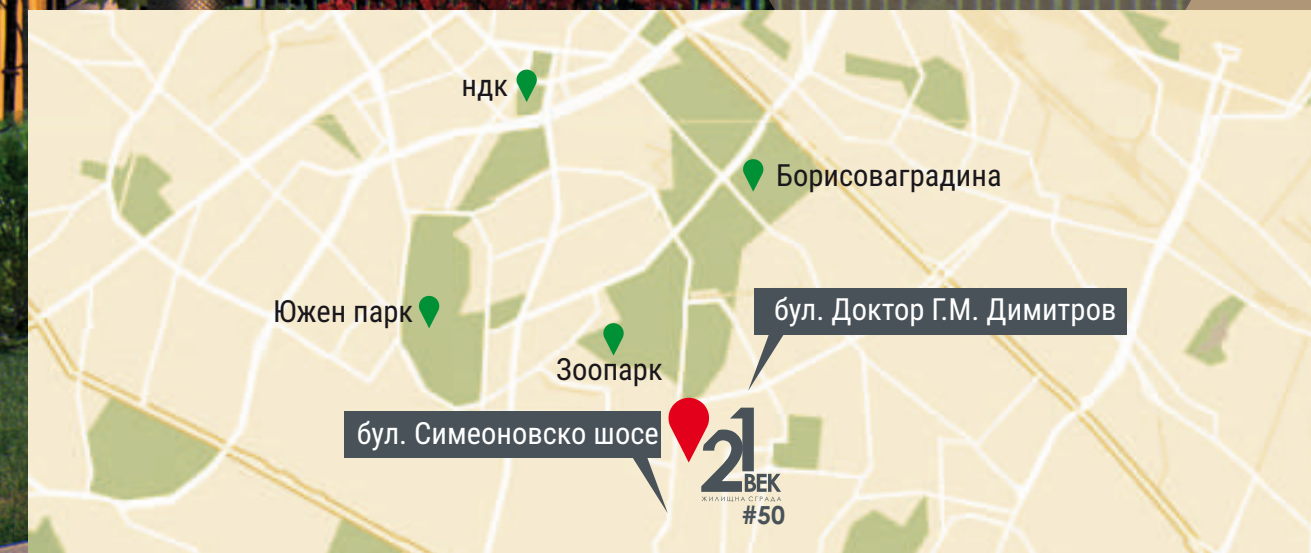 ндк
Борисоваградина
Южен парк
бул. Доктор Г.М. Димитров
Зоопарк
бул. Симеоновско шосе
21
ВЕК
ЖИЛИЩНА СГРАДА
#50